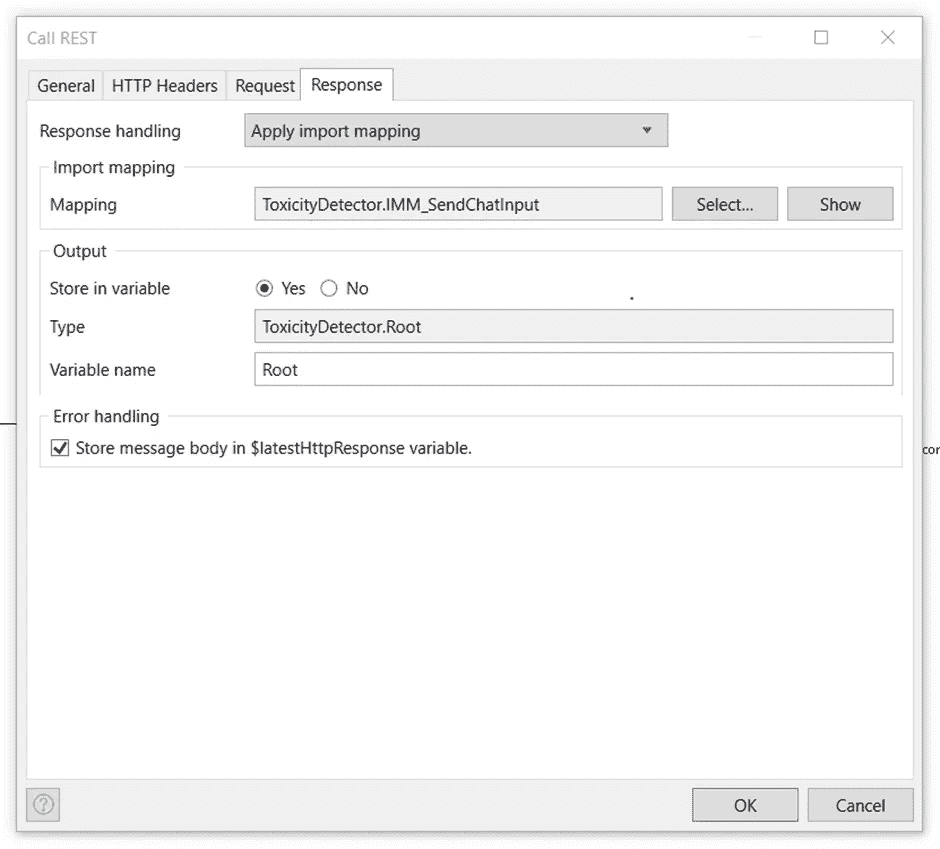 Call REST
General HTTP Headers Request Response
Response handling Apply import mapping
Import mapping
Mapping ToxicityDetector.IMM_SendChatInput Select... Show
Output
Store in variable Yes No
Type ToxicityDetector.Root
Variable name Root
Error handling
Store message body in $latestHttpResponse variable.
cor
OK Cancel